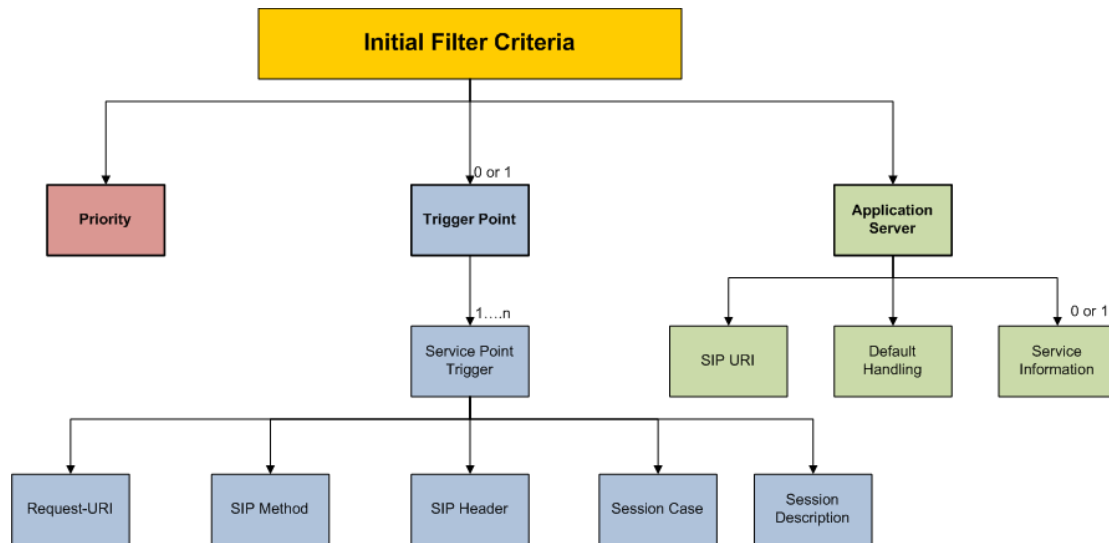 Initial Filter Criteria
0 or 1
Priority
Trigger Point
Application
Server
1....n
0 or 1
Service Point
Trigger
SIP URI
Default
Handling
Service
Information
Request-URI
SIP Method
SIP Header
Session Case
Session
Description